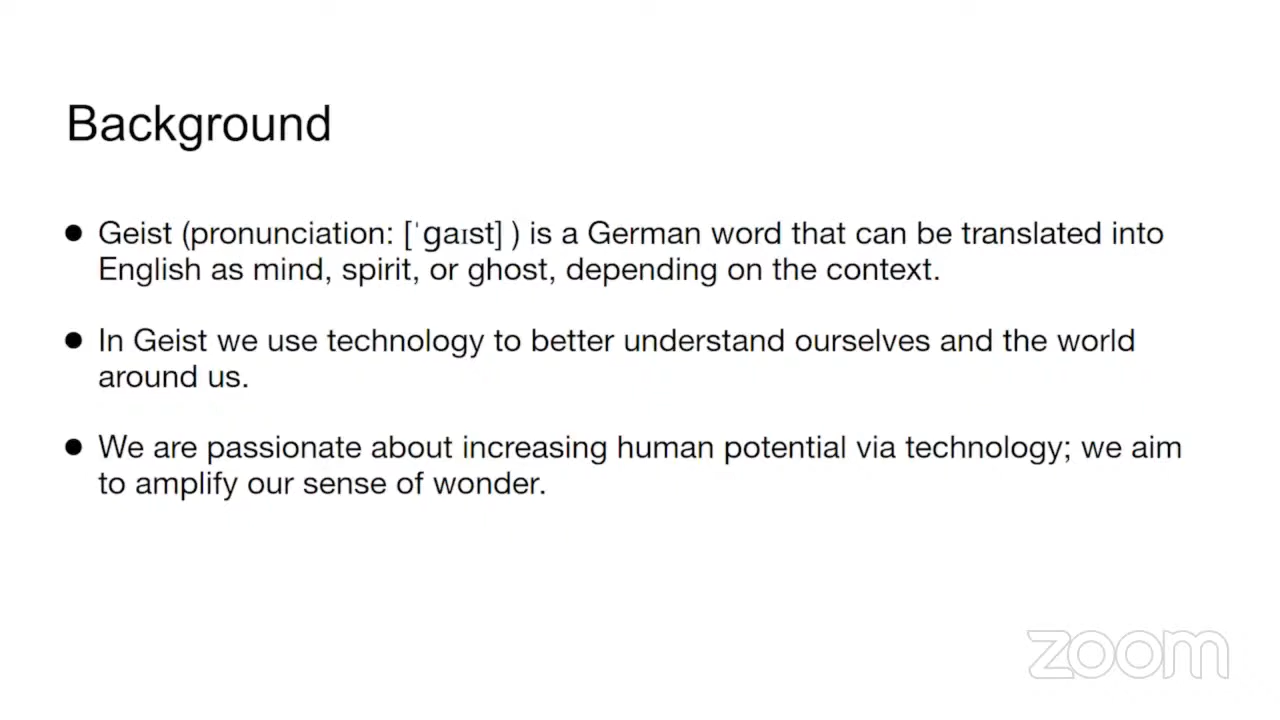 Background
● Geist (pronunciation: [ˈɡaɪst] ) is a German word that can be translated into
English as mind, spirit, or ghost, depending on the context.
● In Geist we use technology to better understand ourselves and the world
around us.
● We are passionate about increasing human potential via technology; we aim
to amplify our sense of wonder.
zoom